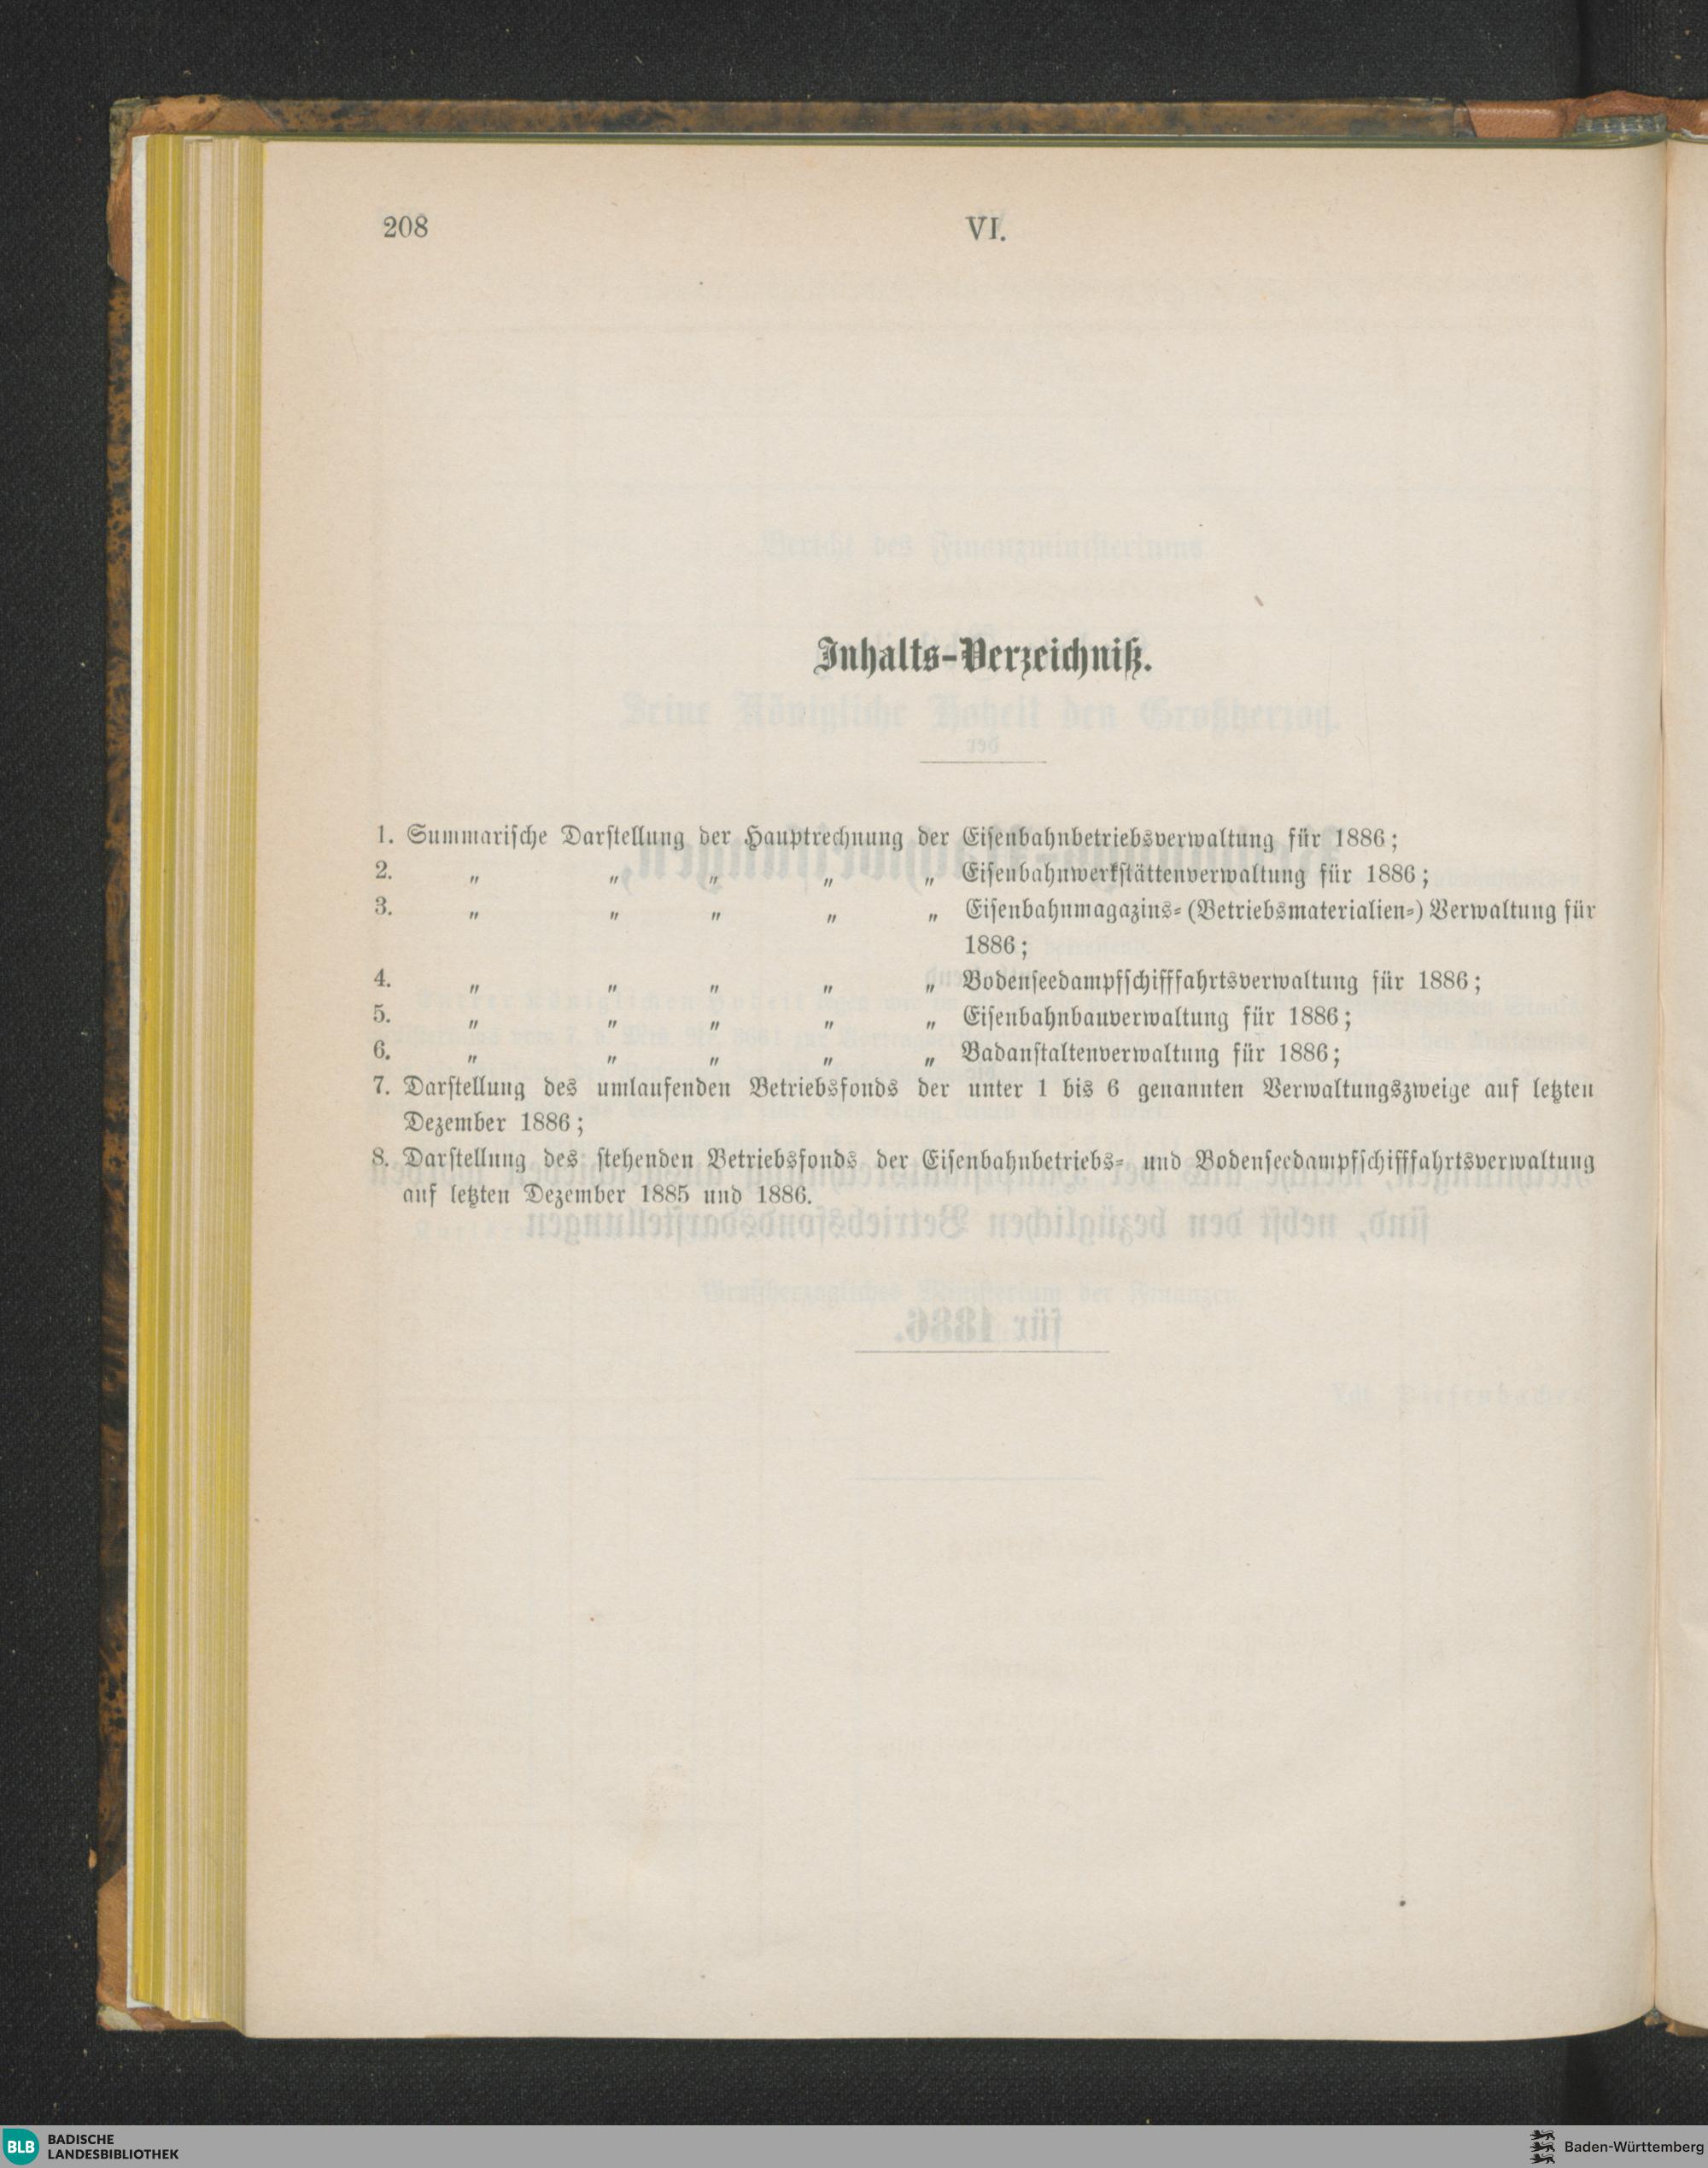 208 VI.
Inhalts-Verzeichniß.
1. Summarische Darstellung der Hauptrechnung der Eisenbahnbetriebsverwaltung für 1886;
2. " " " " " Eisenbahnwerkstättenverwaltung für 1886;
3. " " " " " Eisenbahnmagazins- (Betriebsmaterialien-) Verwaltung für
1886;
4. " " " " " Bodenseedampfschifffahrtsverwaltung für 1886;
5. " " " " " Eisenbahnbauverwaltung für 1886;
6. " " " " " Badanstaltenverwaltung für 1886;
7. Darstellung des umlaufenden Betriebsfonds der unter 1 bis 6 genannten Verwaltungszweige auf letzten
Dezember 1886;
8. Darstellung des stehenden Betriebsfonds der Eisenbahnbetriebs- und Bodenseedampfschifffahrtsverwaltung
auf letzten Dezember 1885 und 1886.
BLB BADISCHE
LANDESBIBLIOTHEK
Baden-Württemberg